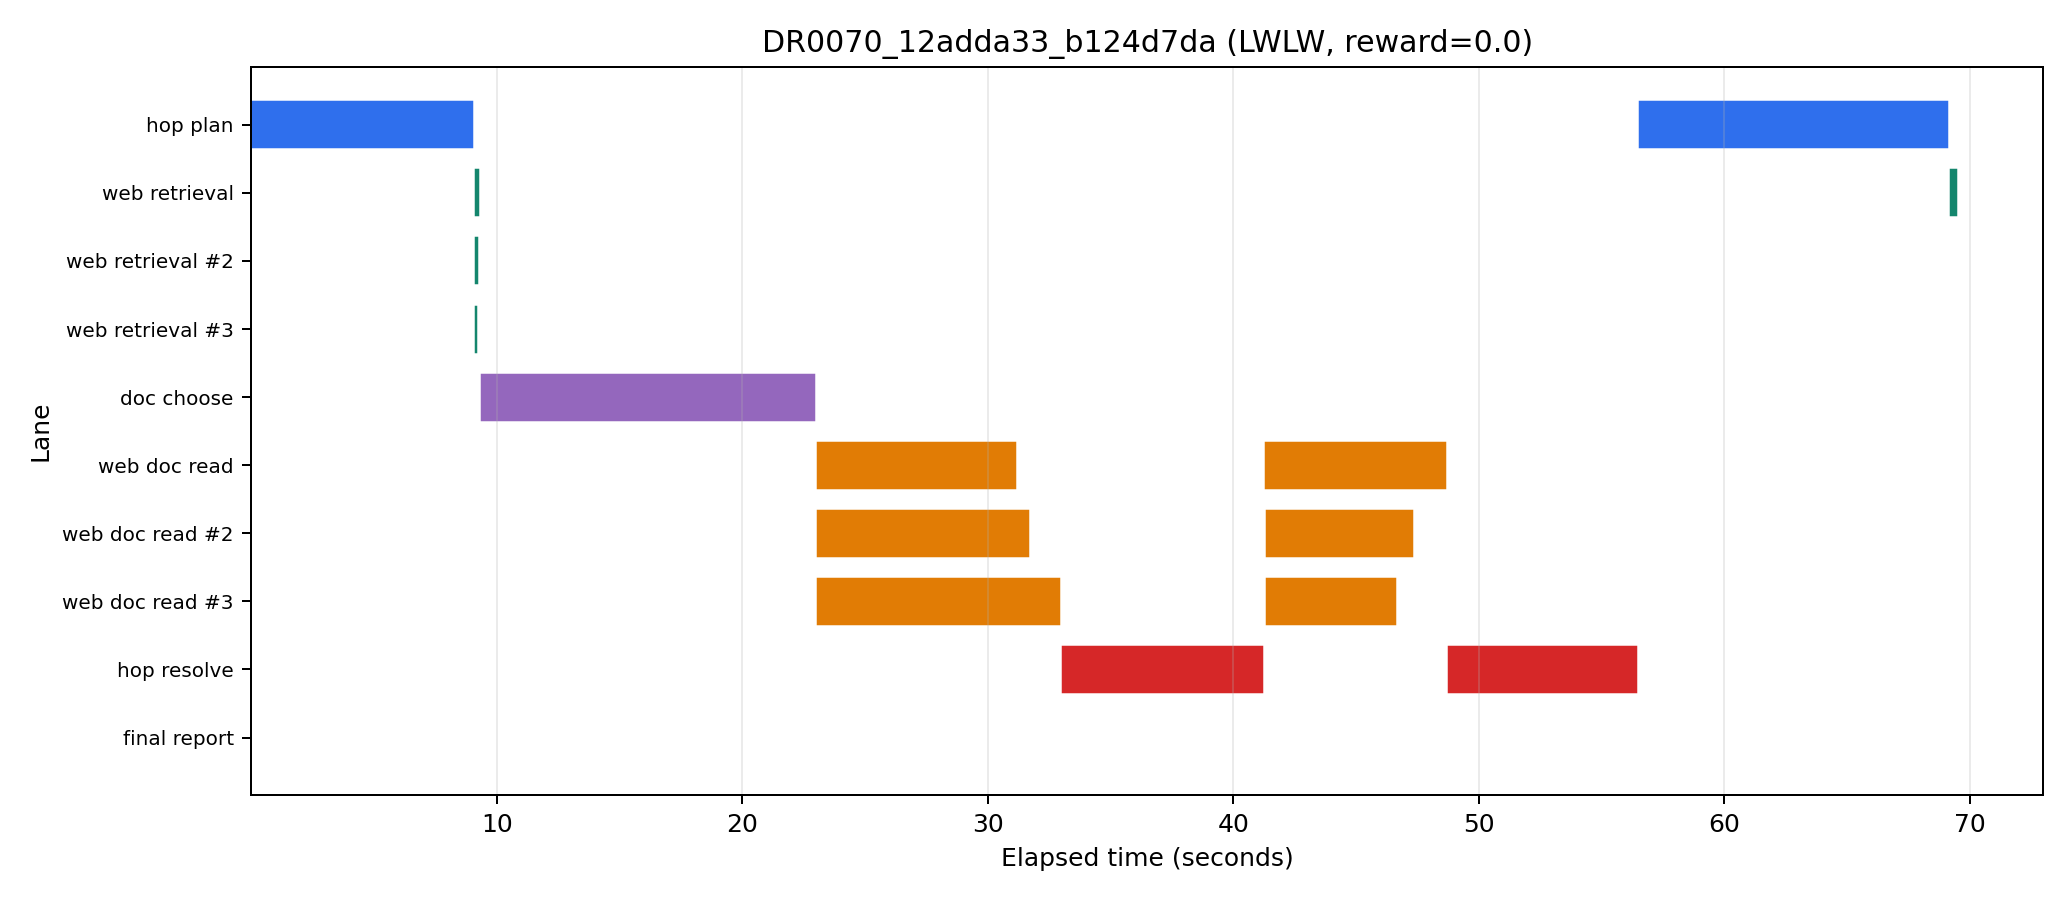 DR0070_12adda33_b124d7da (LWLW, reward=0.0)
Lane
hop plan
web retrieval
web retrieval #2
web retrieval #3
doc choose
web doc read
web doc read #2
web doc read #3
hop resolve
final report
10 20 30 40 50 60 70
Elapsed time (seconds)